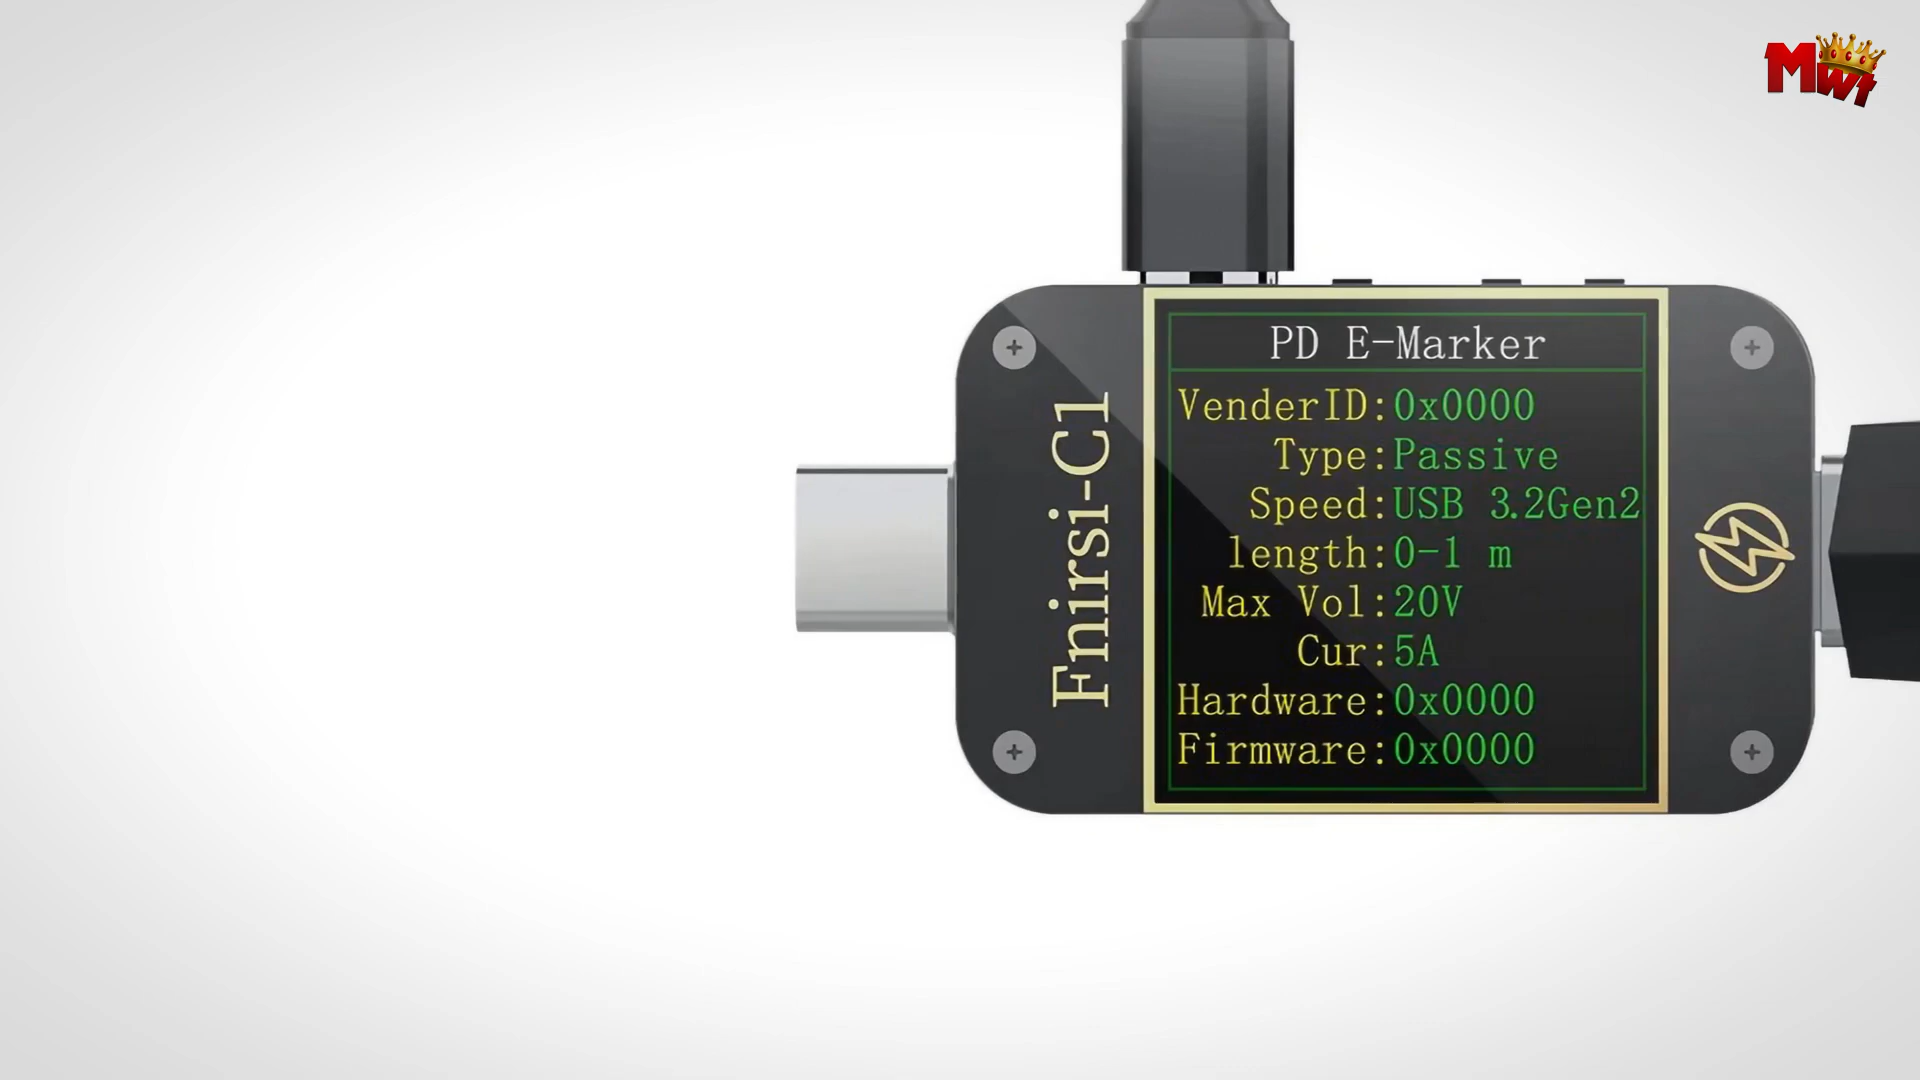 Mwt
Fnirsi-C1
PD E-Marker
VenderID:0x0000
Type:Passive
Speed:USB 3.2Gen2
length:0-1 m
Max Vol:20V
Cur:5A
Hardware:0x0000
Firmware:0x0000